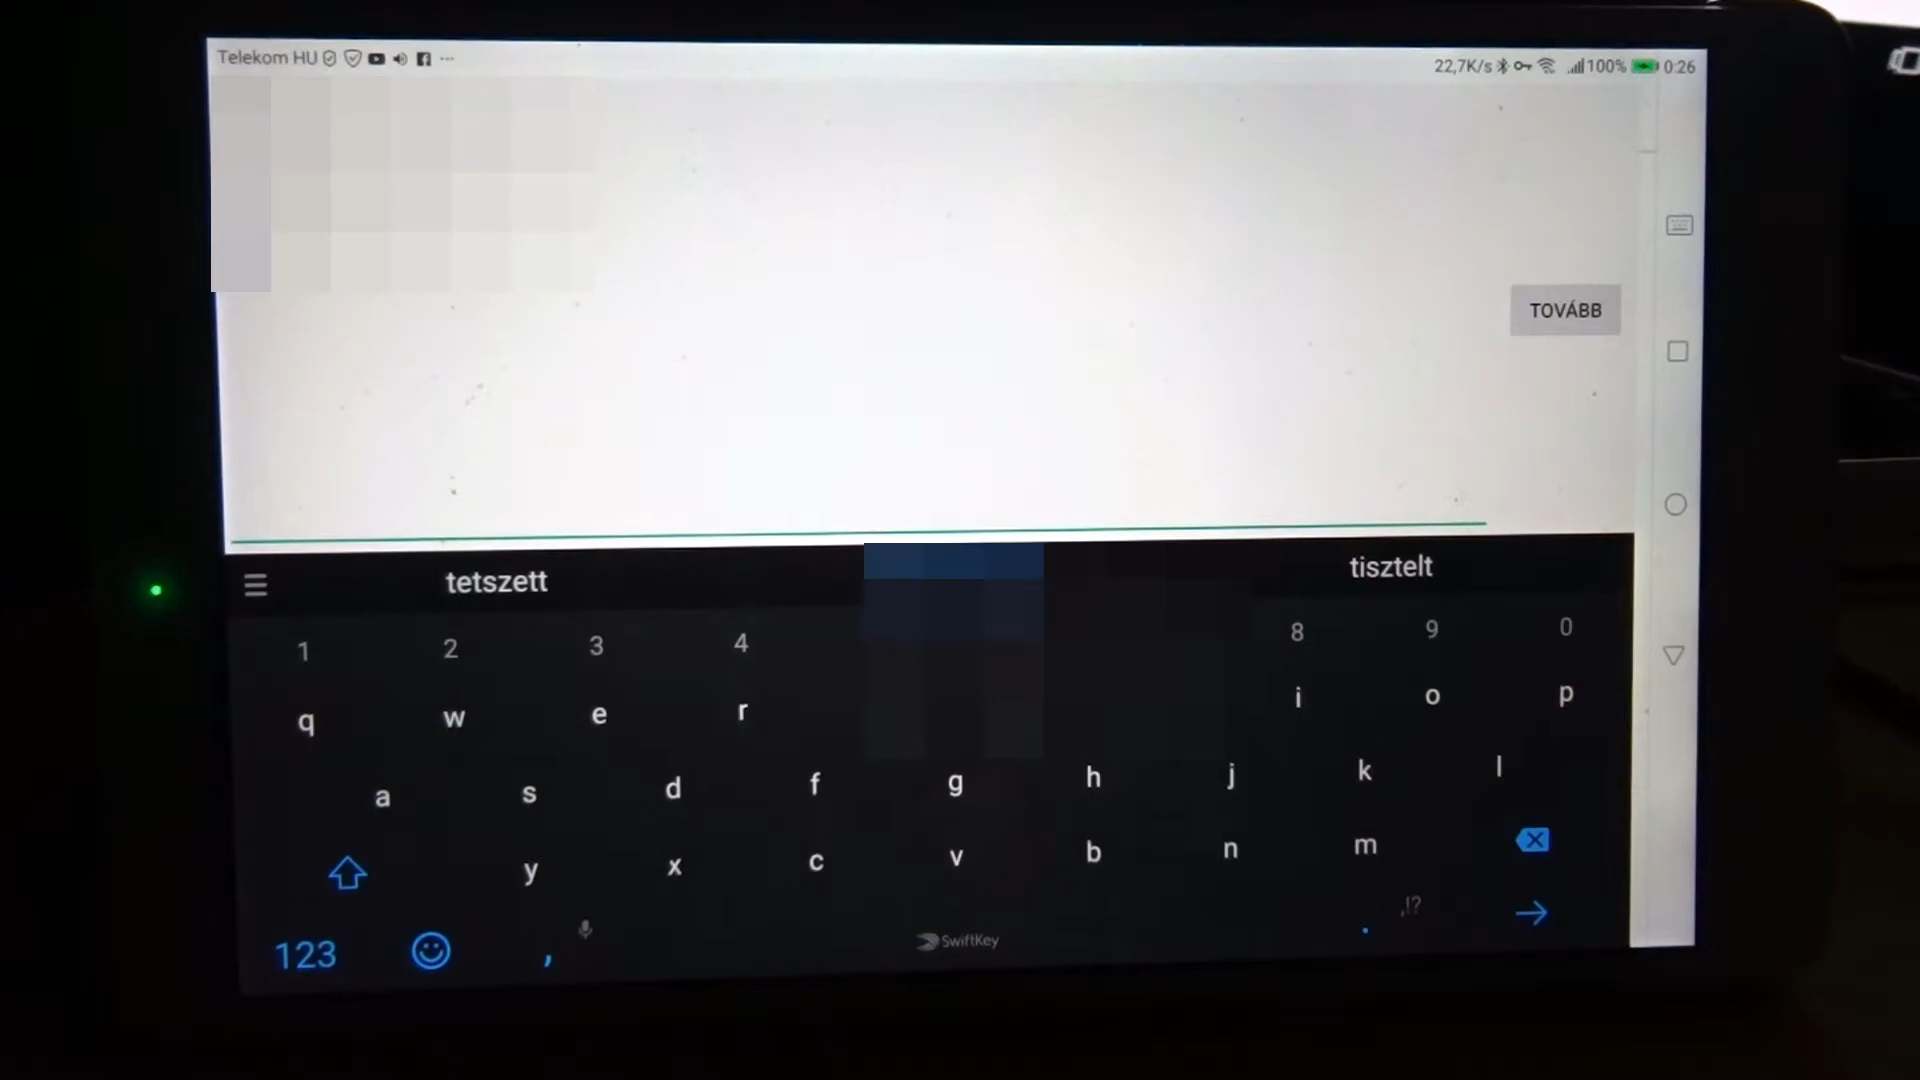 Telekom HU
22,7K/s 100% 0:26
TOVÁBB
tetszett tisztelt
1 2 3 4 8 9 0
q w e r i o p
a s d f g h j k l
y x c v b n m
123 , SwiftKey . ,!?